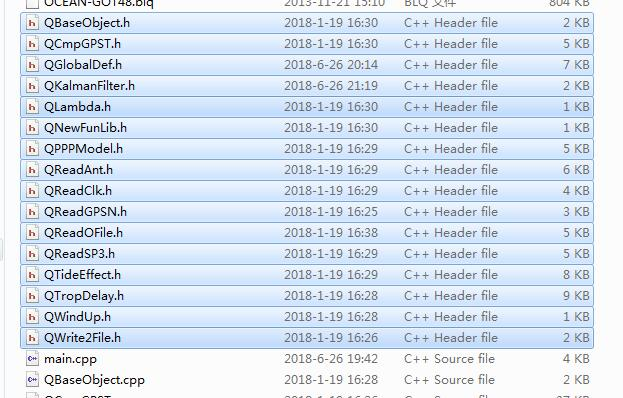 OCEAN-GOT48.blq 2013-11-21 15:10 BLQ 文件 804 KB
QBaseObject.h 2018-1-19 16:30 C++ Header file 2 KB
QCmpGPST.h 2018-1-19 16:30 C++ Header file 5 KB
QGlobalDef.h 2018-6-26 20:14 C++ Header file 7 KB
QKalmanFilter.h 2018-6-26 21:19 C++ Header file 2 KB
QLambda.h 2018-1-19 16:30 C++ Header file 1 KB
QNewFunLib.h 2018-1-19 16:30 C++ Header file 1 KB
QPPPModel.h 2018-1-19 16:29 C++ Header file 5 KB
QReadAnt.h 2018-1-19 16:29 C++ Header file 6 KB
QReadClk.h 2018-1-19 16:29 C++ Header file 4 KB
QReadGPSN.h 2018-1-19 16:25 C++ Header file 3 KB
QReadOFile.h 2018-1-19 16:38 C++ Header file 5 KB
QReadSP3.h 2018-1-19 16:29 C++ Header file 5 KB
QTideEffect.h 2018-1-19 16:29 C++ Header file 8 KB
QTropDelay.h 2018-1-19 16:28 C++ Header file 9 KB
QWindUp.h 2018-1-19 16:28 C++ Header file 1 KB
QWrite2File.h 2018-1-19 16:26 C++ Header file 2 KB
main.cpp 2018-6-26 19:42 C++ Source file 4 KB
QBaseObject.cpp 2018-1-19 16:28 C++ Source file 2 KB